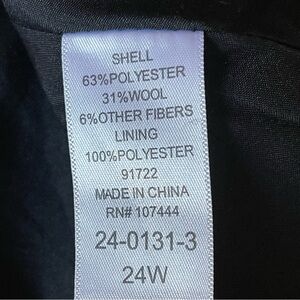 SHELL
63%POLYESTER
31%WOOL
6%OTHER FIBERS
LINING
100%POLYESTER
91722
MADE IN CHINA
RN# 107444
24-0131-3
24W